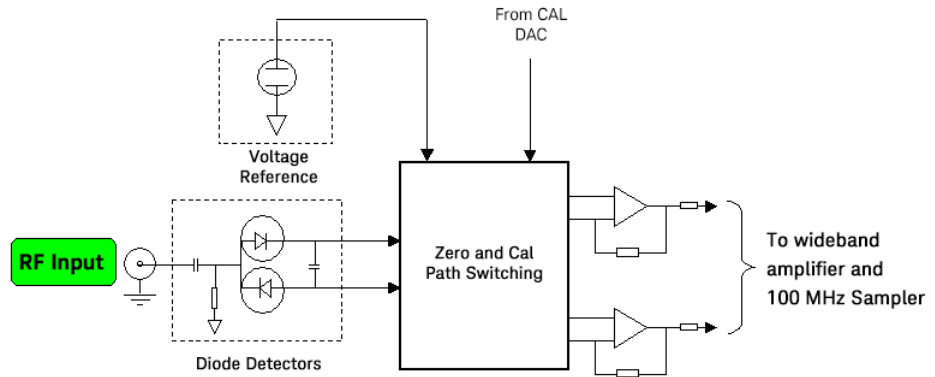 From CAL
DAC
Voltage
Reference
RF Input
Zero and Cal
Path Switching
To wideband
amplifier and
100 MHz Sampler
Diode Detectors